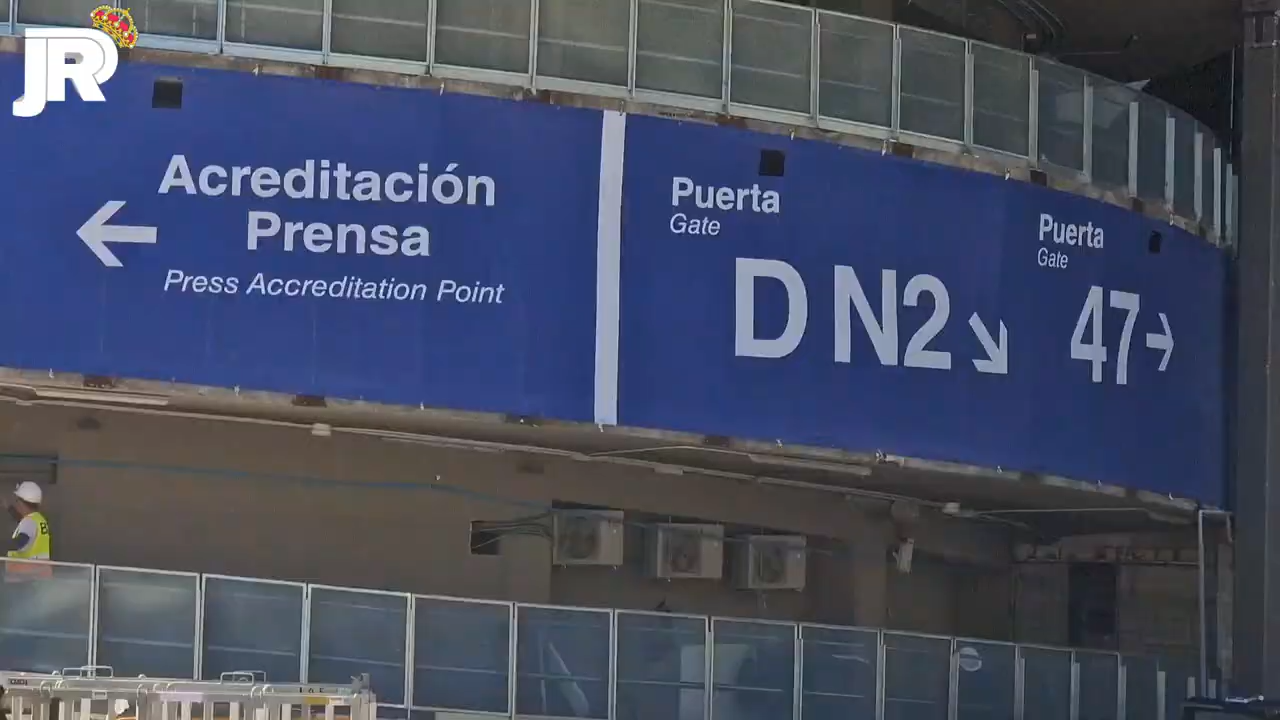 JR
Acreditación
Prensa
Press Accreditation Point
Puerta
Gate
D N2
Puerta
Gate
47